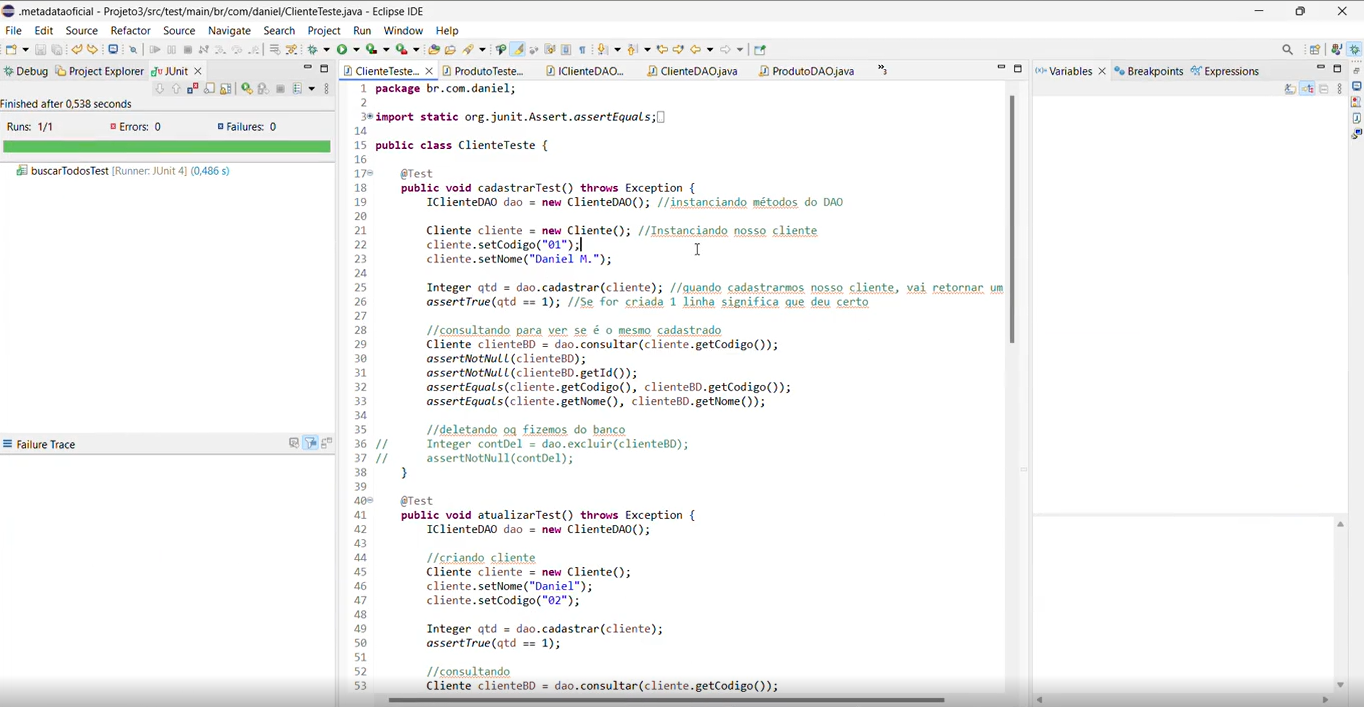 .metadataoficial - Projeto3/src/test/main/br/com/daniel/ClienteTeste.java - Eclipse IDE
File Edit Source Refactor Source Navigate Search Project Run Window Help
Debug Project Explorer JUnit
Finished after 0,538 seconds
Runs: 1/1 Errors: 0 Failures: 0
buscarTodosTest [Runner: JUnit 4] (0,486 s)
Failure Trace
ClienteTeste... ProdutoTeste... IClienteDAO... ClienteDAO.java ProdutoDAO.java »3
1 package br.com.daniel;
2
3 import static org.junit.Assert.assertEquals;
14
15 public class ClienteTeste {
16
17 @Test
18 public void cadastrarTest() throws Exception {
19 IClienteDAO dao = new ClienteDAO(); //instanciando métodos do DAO
20
21 Cliente cliente = new Cliente(); //Instanciando nosso cliente
22 cliente.setCodigo("01");
23 cliente.setNome("Daniel M.");
24
25 Integer qtd = dao.cadastrar(cliente); //quando cadastrarmos nosso cliente, vai retornar um
26 assertTrue(qtd == 1); //Se for criada 1 linha significa que deu certo
27
28 //consultando para ver se é o mesmo cadastrado
29 Cliente clienteBD = dao.consultar(cliente.getCodigo());
30 assertNotNull(clienteBD);
31 assertNotNull(clienteBD.getId());
32 assertEquals(cliente.getCodigo(), clienteBD.getCodigo());
33 assertEquals(cliente.getNome(), clienteBD.getNome());
34
35 //deletando oq fizemos do banco
36 // Integer contDel = dao.excluir(clienteBD);
37 // assertNotNull(contDel);
38 }
39
40 @Test
41 public void atualizarTest() throws Exception {
42 IClienteDAO dao = new ClienteDAO();
43
44 //criando cliente
45 Cliente cliente = new Cliente();
46 cliente.setNome("Daniel");
47 cliente.setCodigo("02");
48
49 Integer qtd = dao.cadastrar(cliente);
50 assertTrue(qtd == 1);
51
52 //consultando
53 Cliente clienteBD = dao.consultar(cliente.getCodigo());
Variables Breakpoints Expressions